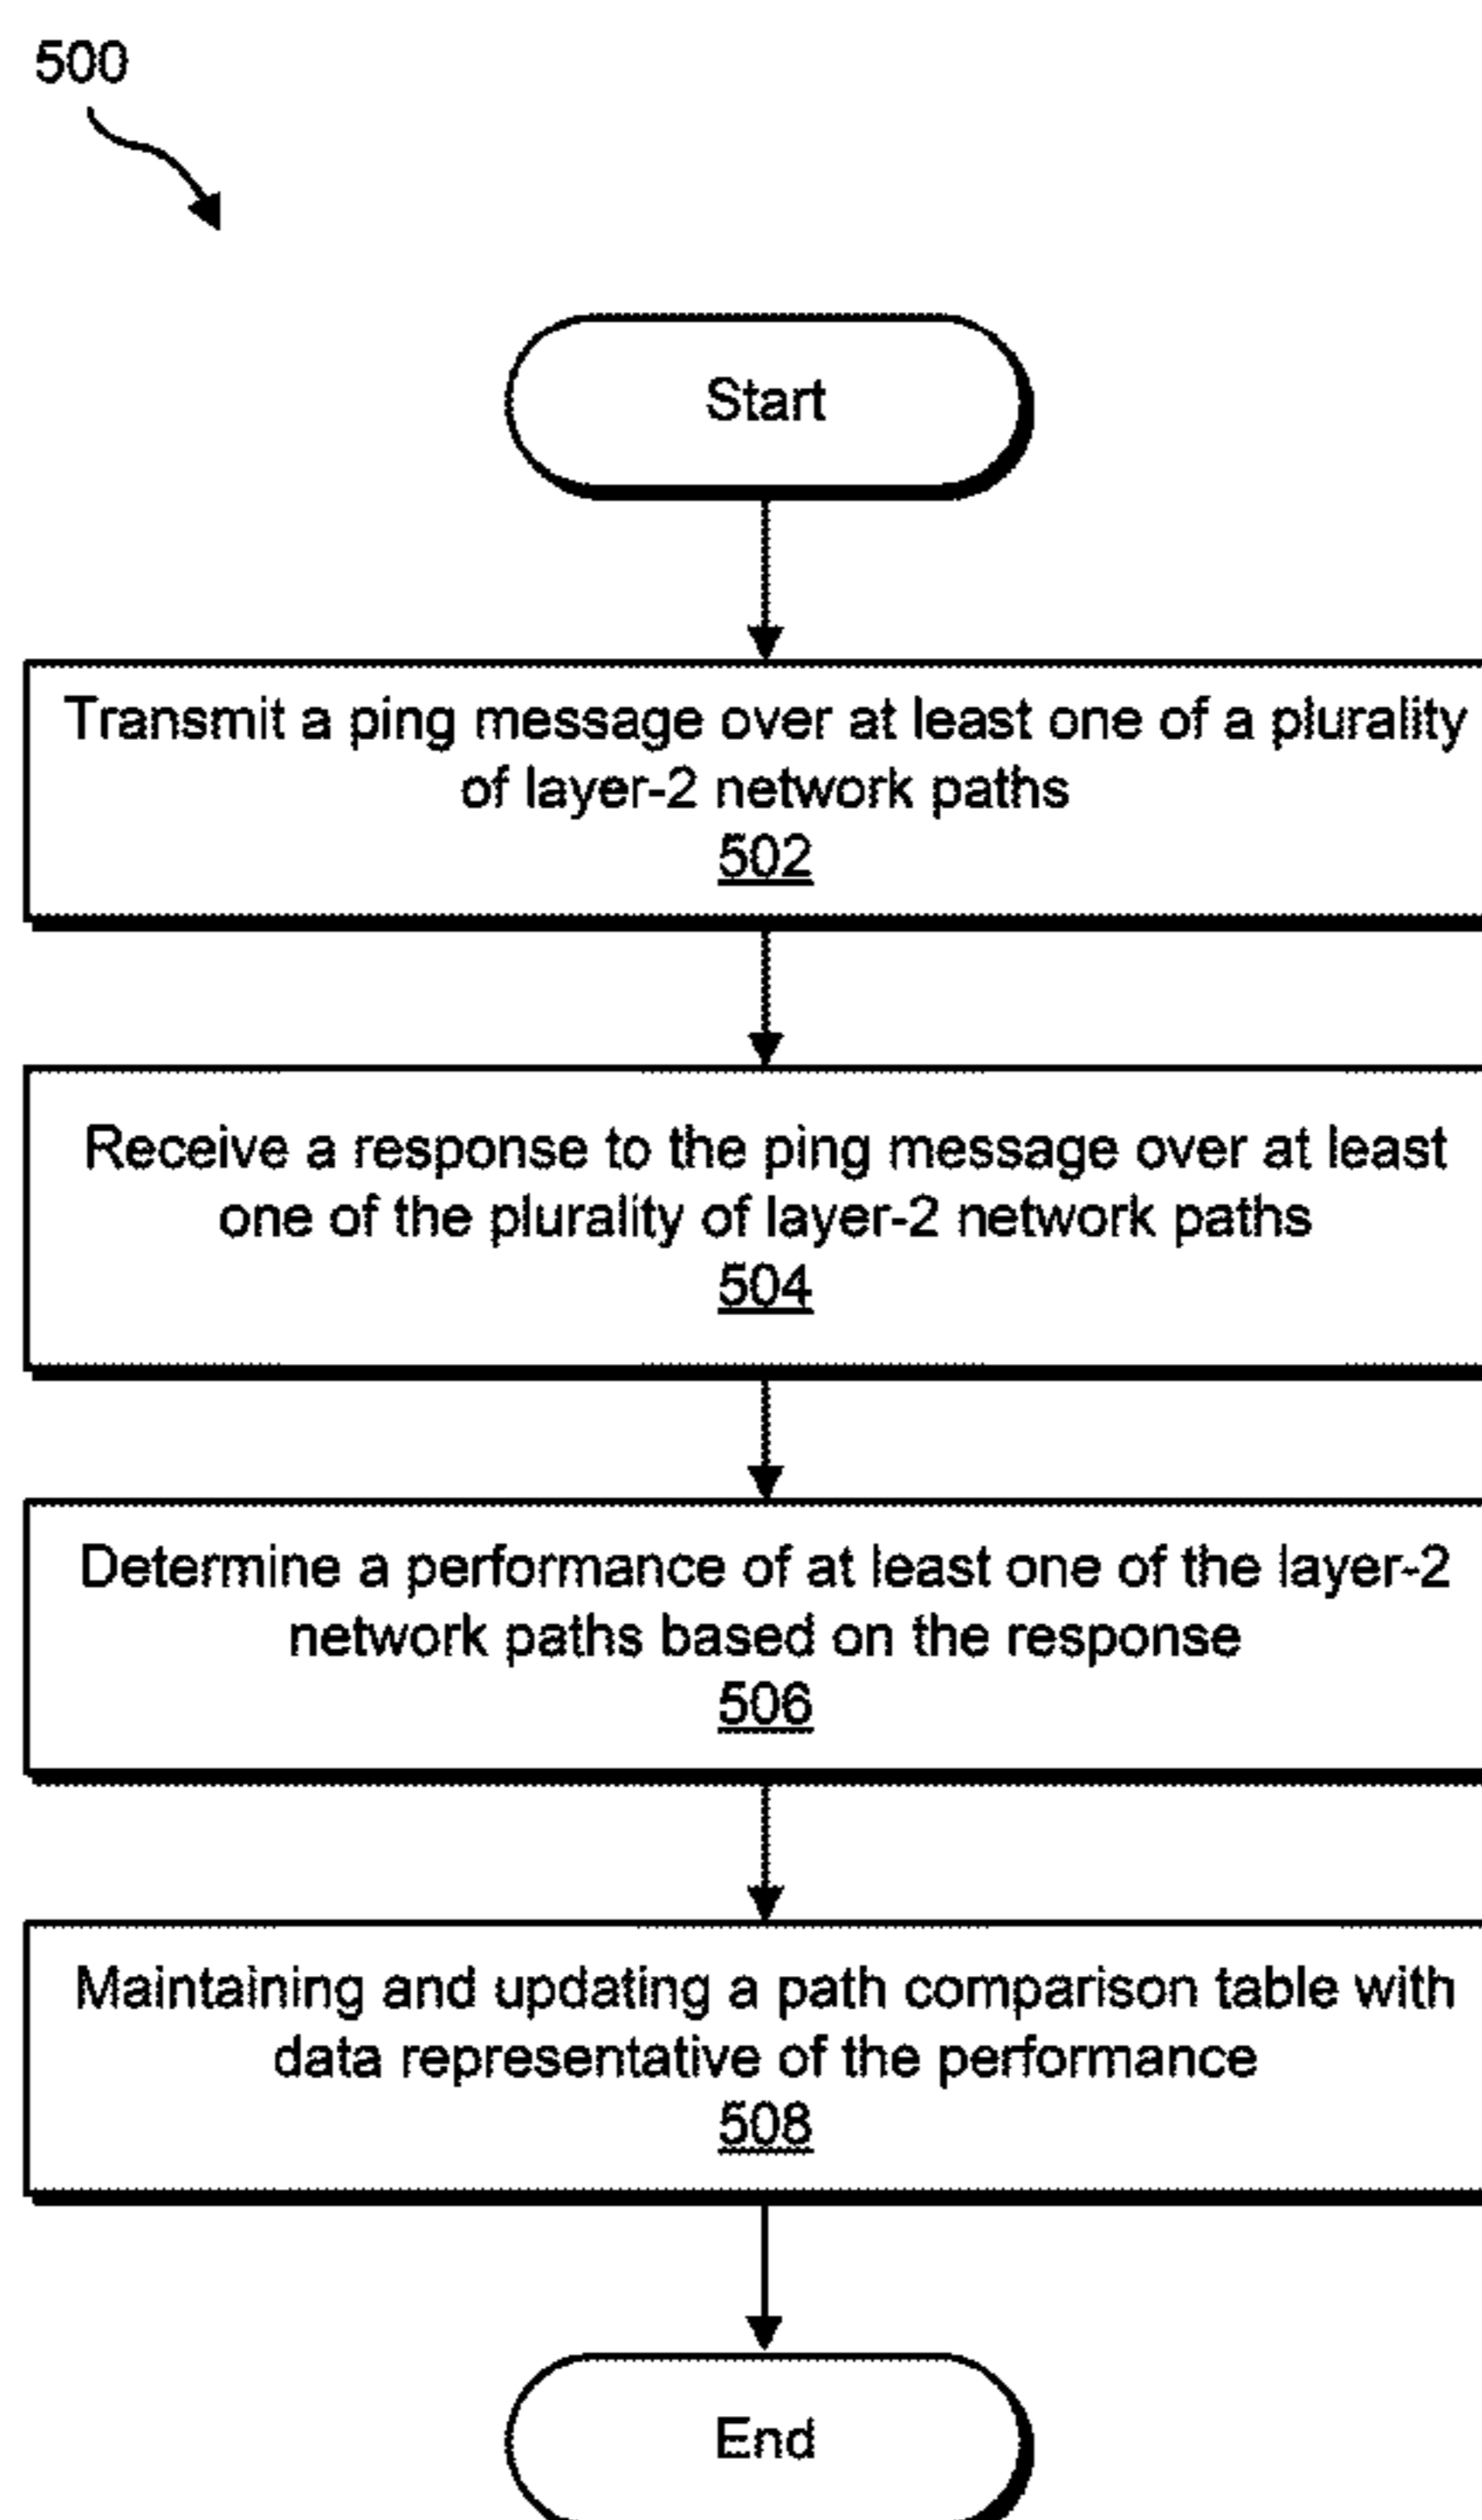 500
Start
Transmit a ping message over at least one of a plurality
of layer-2 network paths
502
Receive a response to the ping message over at least
one of the plurality of layer-2 network paths
504
Determine a performance of at least one of the layer-2
network paths based on the response
506
Maintaining and updating a path comparison table with
data representative of the performance
508
End